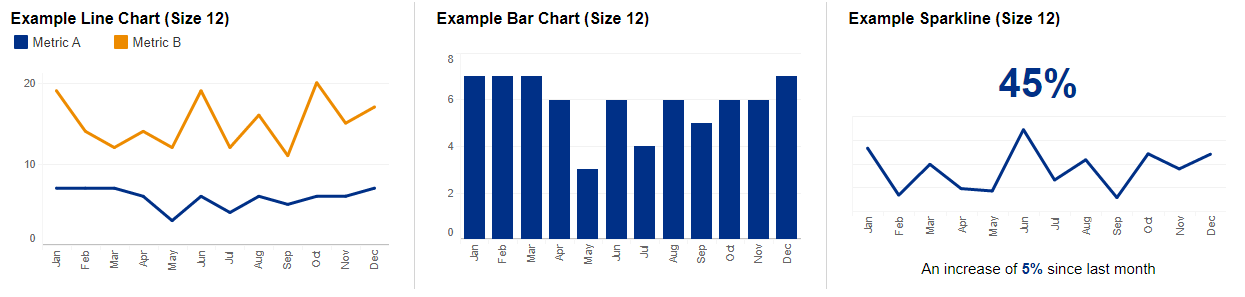 Example Line Chart (Size 12)
Metric A Metric B
20
10
0
Jan Feb Mar Apr May Jun Jul Aug Sep Oct Nov Dec
Example Bar Chart (Size 12)
8
6
4
2
0
Jan Feb Mar Apr May Jun Jul Aug Sep Oct Nov Dec
Example Sparkline (Size 12)
45%
Jan Feb Mar Apr May Jun Jul Aug Sep Oct Nov Dec
An increase of 5% since last month